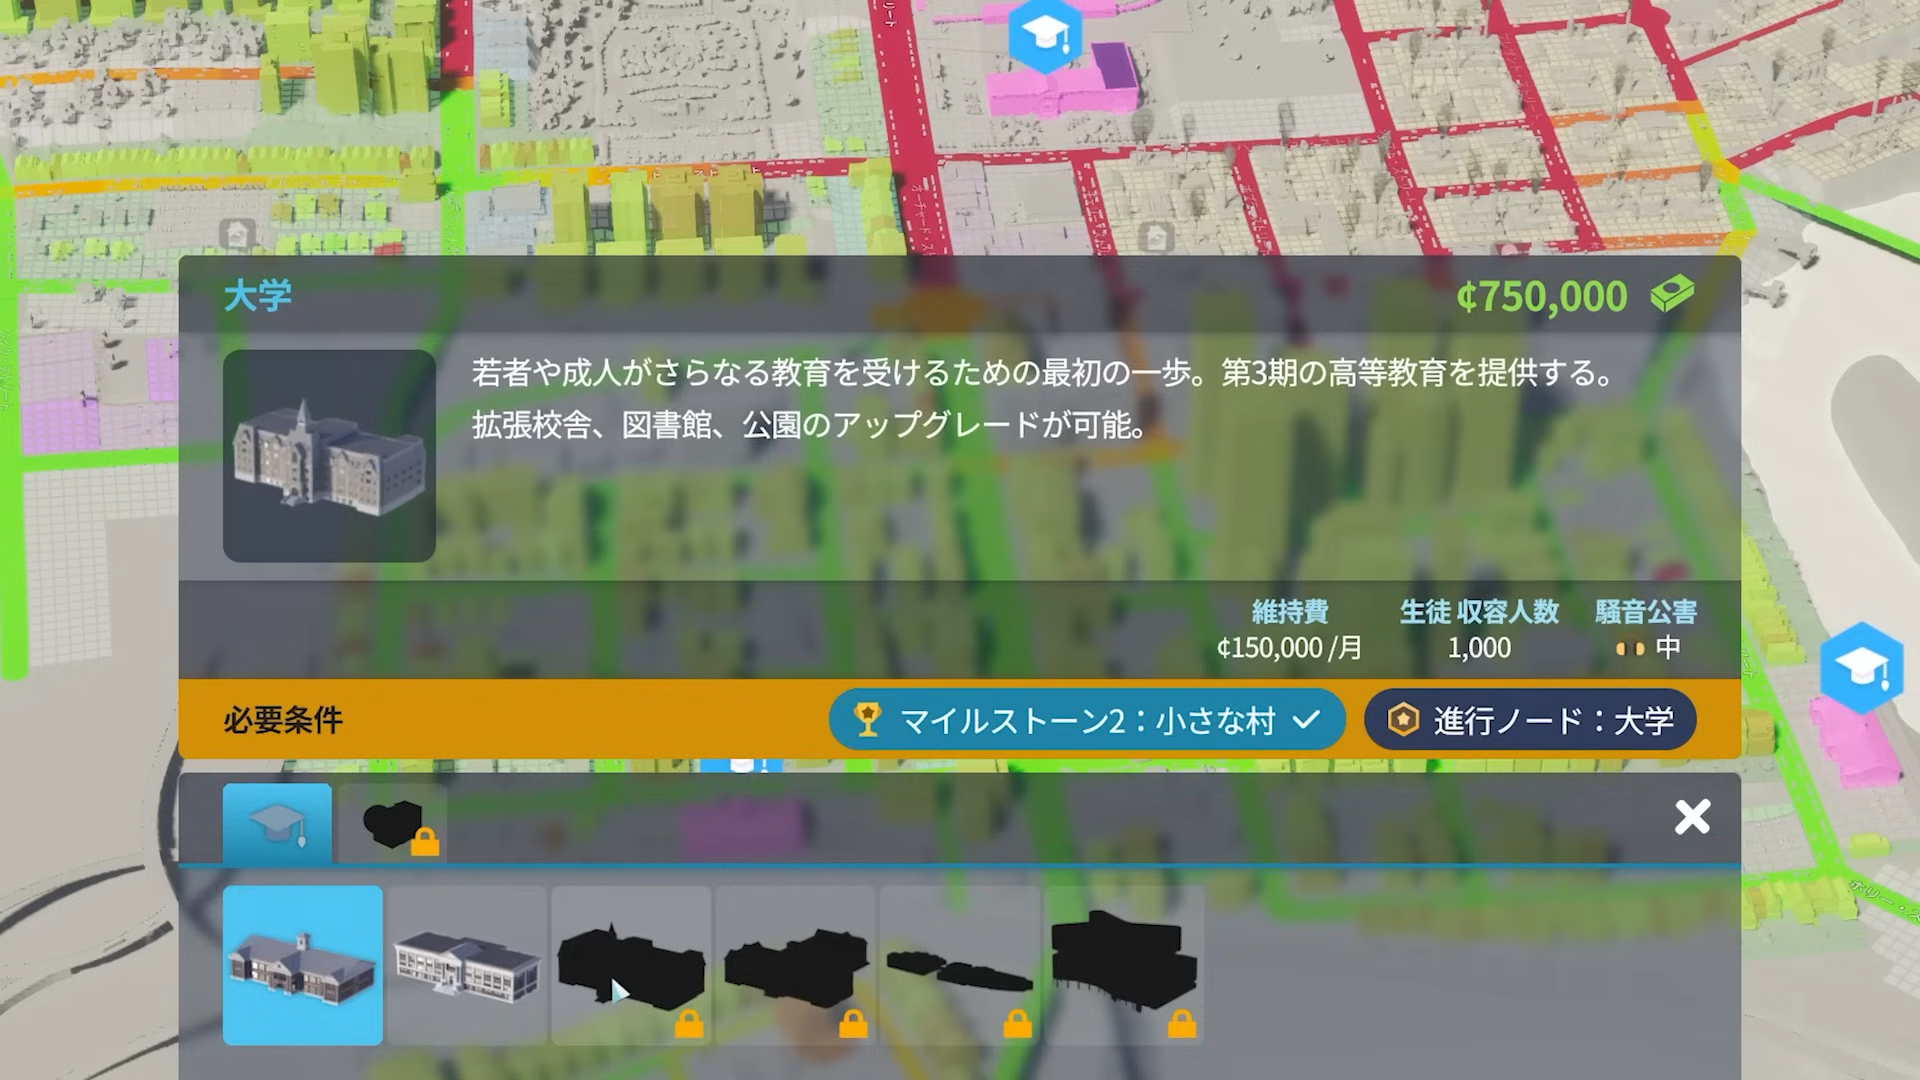 大学
¢750,000
若者や成人がさらなる教育を受けるための最初の一歩。第3期の高等教育を提供する。
拡張校舎、図書館、公園のアップグレードが可能。
維持費 生徒 収容人数 騒音公害
¢150,000 /月 1,000 中
必要条件 マイルストーン2：小さな村 進行ノード：大学